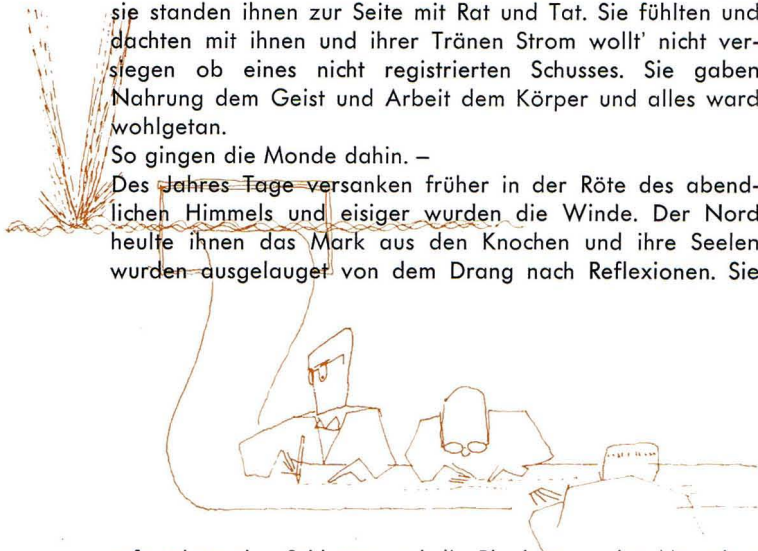 sie standen ihnen zur Seite mit Rat und Tat. Sie fühlten und
dachten mit ihnen und ihrer Tränen Strom wollt' nicht ver-
siegen ob eines nicht registrierten Schusses. Sie gaben
Nahrung dem Geist und Arbeit dem Körper und alles ward
wohlgetan.
So gingen die Monde dahin. –
Des Jahres Tage versanken früher in der Röte des abend-
lichen Himmels und eisiger wurden die Winde. Der Nord
heulte ihnen das Mark aus den Knochen und ihre Seelen
wurden ausgelauget von dem Drang nach Reflexionen. Sie